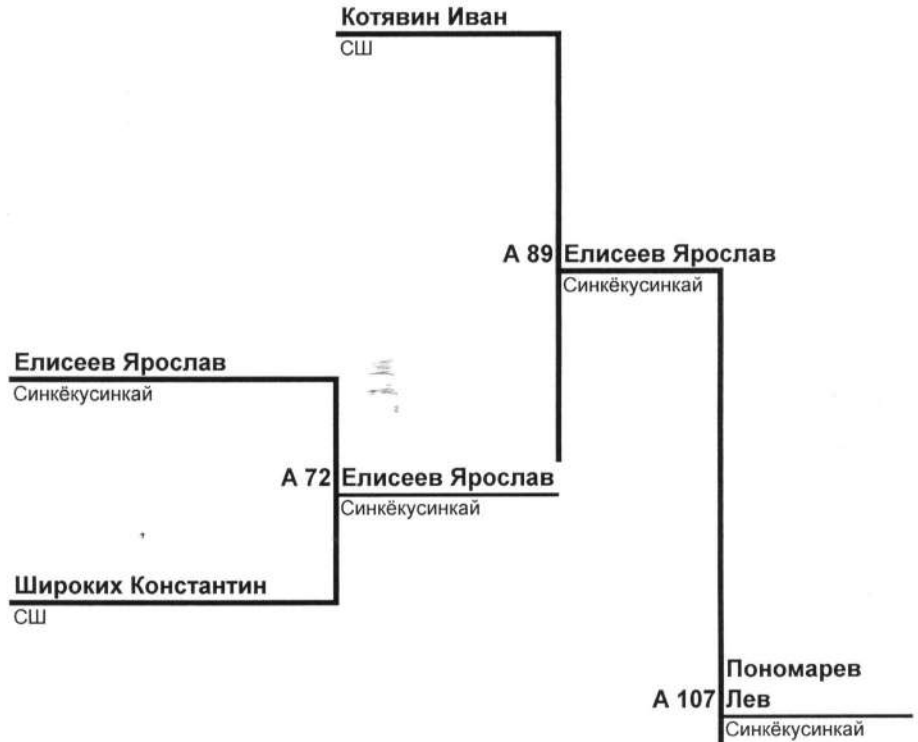 Котявин Иван
СШ
А 89 Елисеев Ярослав
Синкёкусинкай
Елисеев Ярослав
Синкёкусинкай
А 72 Елисеев Ярослав
Синкёкусинкай
Широких Константин
СШ
Пономарев
А 107 Лев
Синкёкусинкай